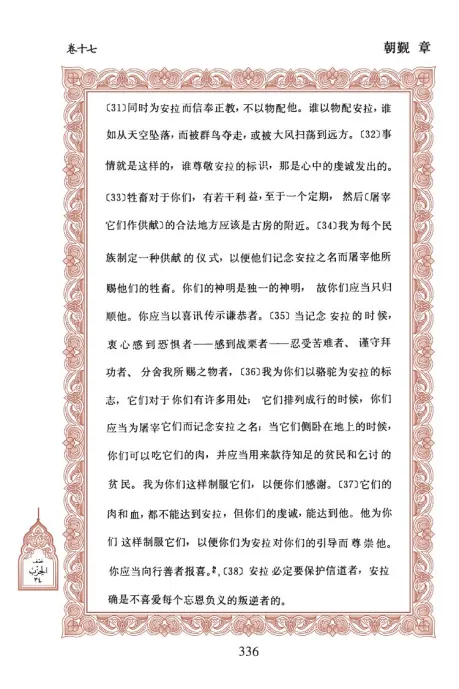 卷十七
朝觐 章
〔31〕同时为安拉而信奉正教,不以物配他。谁以物配安拉,谁
如从天空坠落,而被群鸟夺走,或被大风扫荡到远方。〔32〕事
情就是这样的,谁尊敬安拉的标识,那是心中的虔诚发出的。
〔33〕牲畜对于你们,有若干利益,至于一个定期,然后〔屠宰
它们作供献〕的合法地方应该是古房的附近。〔34〕我为每个民
族制定一种供献的仪式,以便他们记念安拉之名而屠宰他所
赐他们的牲畜。你们的神明是独一的神明,故你们应当只归
顺他。你应当以喜讯传示谦恭者。〔35〕当记念安拉的时候,
衷心感到恐惧者——感到战栗者——忍受苦难者、谨守拜
功者、分舍我所赐之物者,〔36〕我为你们以骆驼为安拉的标
志,它们对于你们有许多用处;它们排列成行的时候,你们
应当为屠宰它们而记念安拉之名;当它们侧卧在地上的时候,
你们可以吃它们的肉,并应当用来款待知足的贫民和乞讨的
贫民。我为你们这样制服它们,以便你们感谢。〔37〕它们的
肉和血,都不能达到安拉,但你们的虔诚,能达到他。他为你
们这样制服它们,以便你们为安拉对你们的引导而尊崇他。
你应当向行善者报喜。〔38〕安拉必定要保护信道者,安拉
确是不喜爱每个忘恩负义的叛逆者的。
نصف
الحزب
٣٤
336